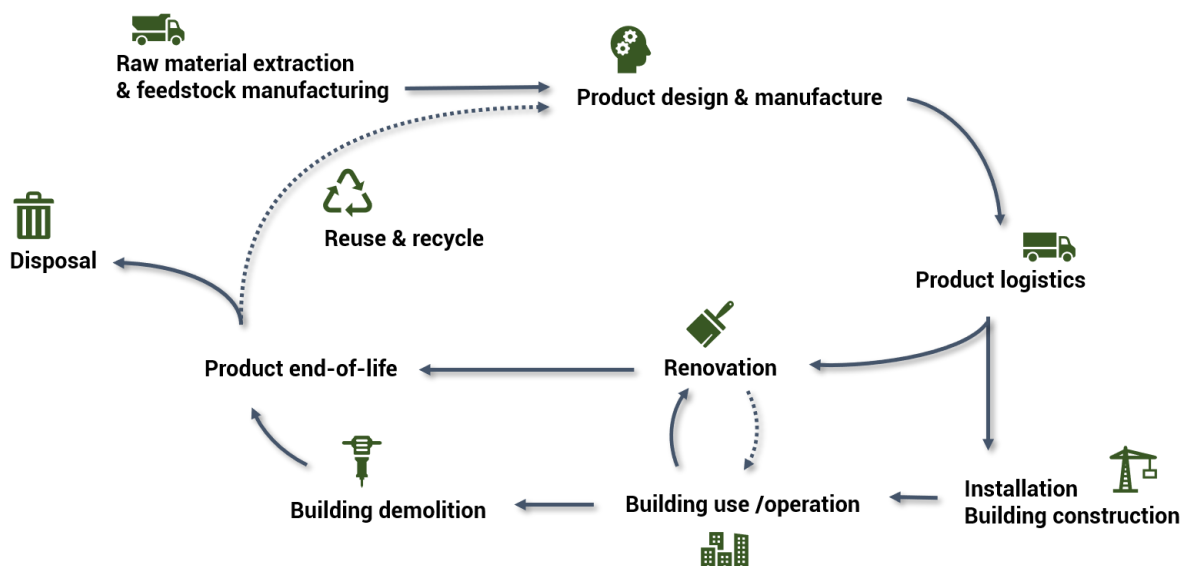 Raw material extraction
& feedstock manufacturing
Product design & manufacture
Reuse & recycle
Disposal
Product logistics
Product end-of-life
Renovation
Building demolition
Building use /operation
Installation
Building construction